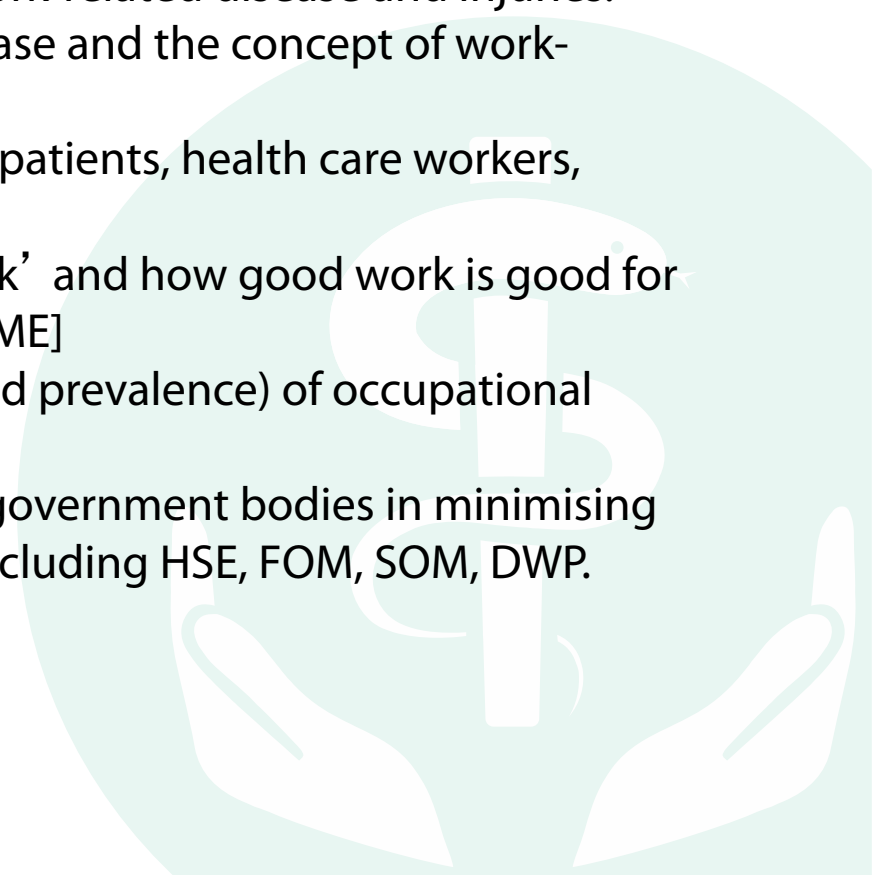 ase and the concept of work-
patients, health care workers,
k’ and how good work is good for
ME]
d prevalence) of occupational
government bodies in minimising
cluding HSE, FOM, SOM, DWP.